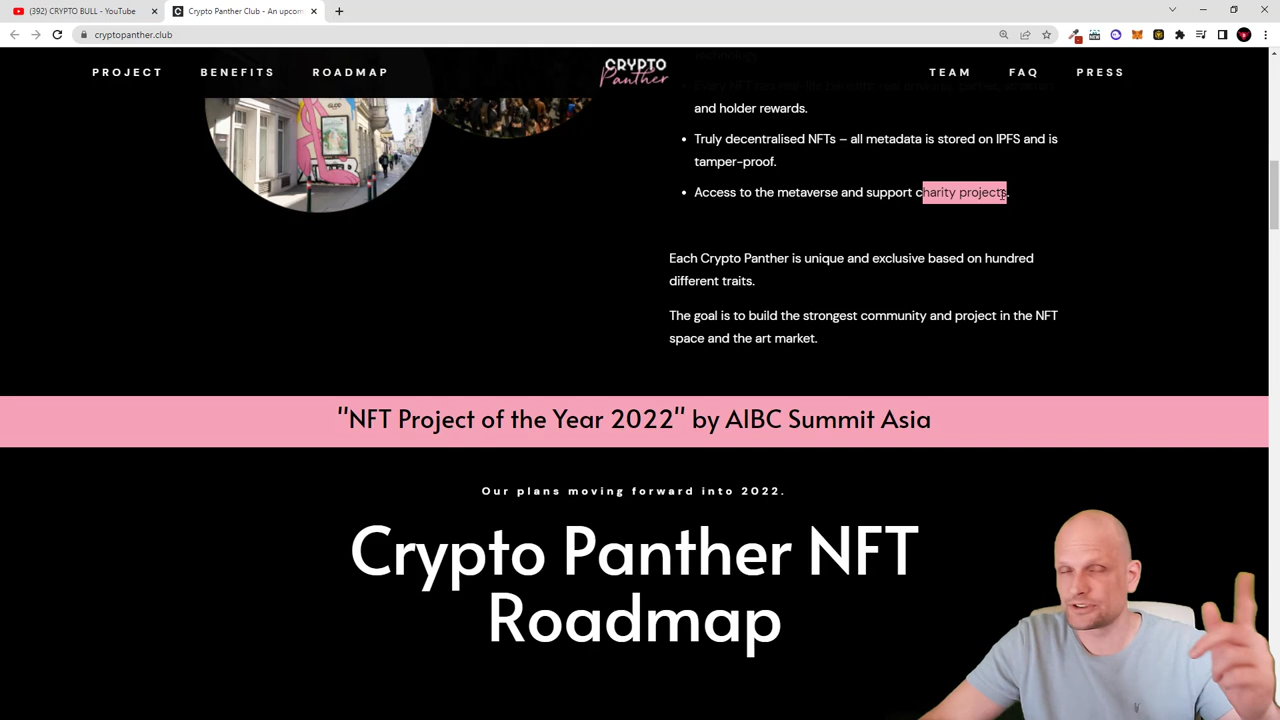 (392) CRYPTO BULL - YouTube
Crypto Panther Club - An upcom
cryptopanther.club
PROJECT
BENEFITS
ROADMAP
CRYPTO
Panther
TEAM
FAQ
PRESS
and holder rewards.
Truly decentralised NFTs – all metadata is stored on IPFS and is
tamper-proof.
Access to the metaverse and support charity projects.
Each Crypto Panther is unique and exclusive based on hundred
different traits.
The goal is to build the strongest community and project in the NFT
space and the art market.
"NFT Project of the Year 2022" by AIBC Summit Asia
Our plans moving forward into 2022.
Crypto Panther NFT
Roadmap